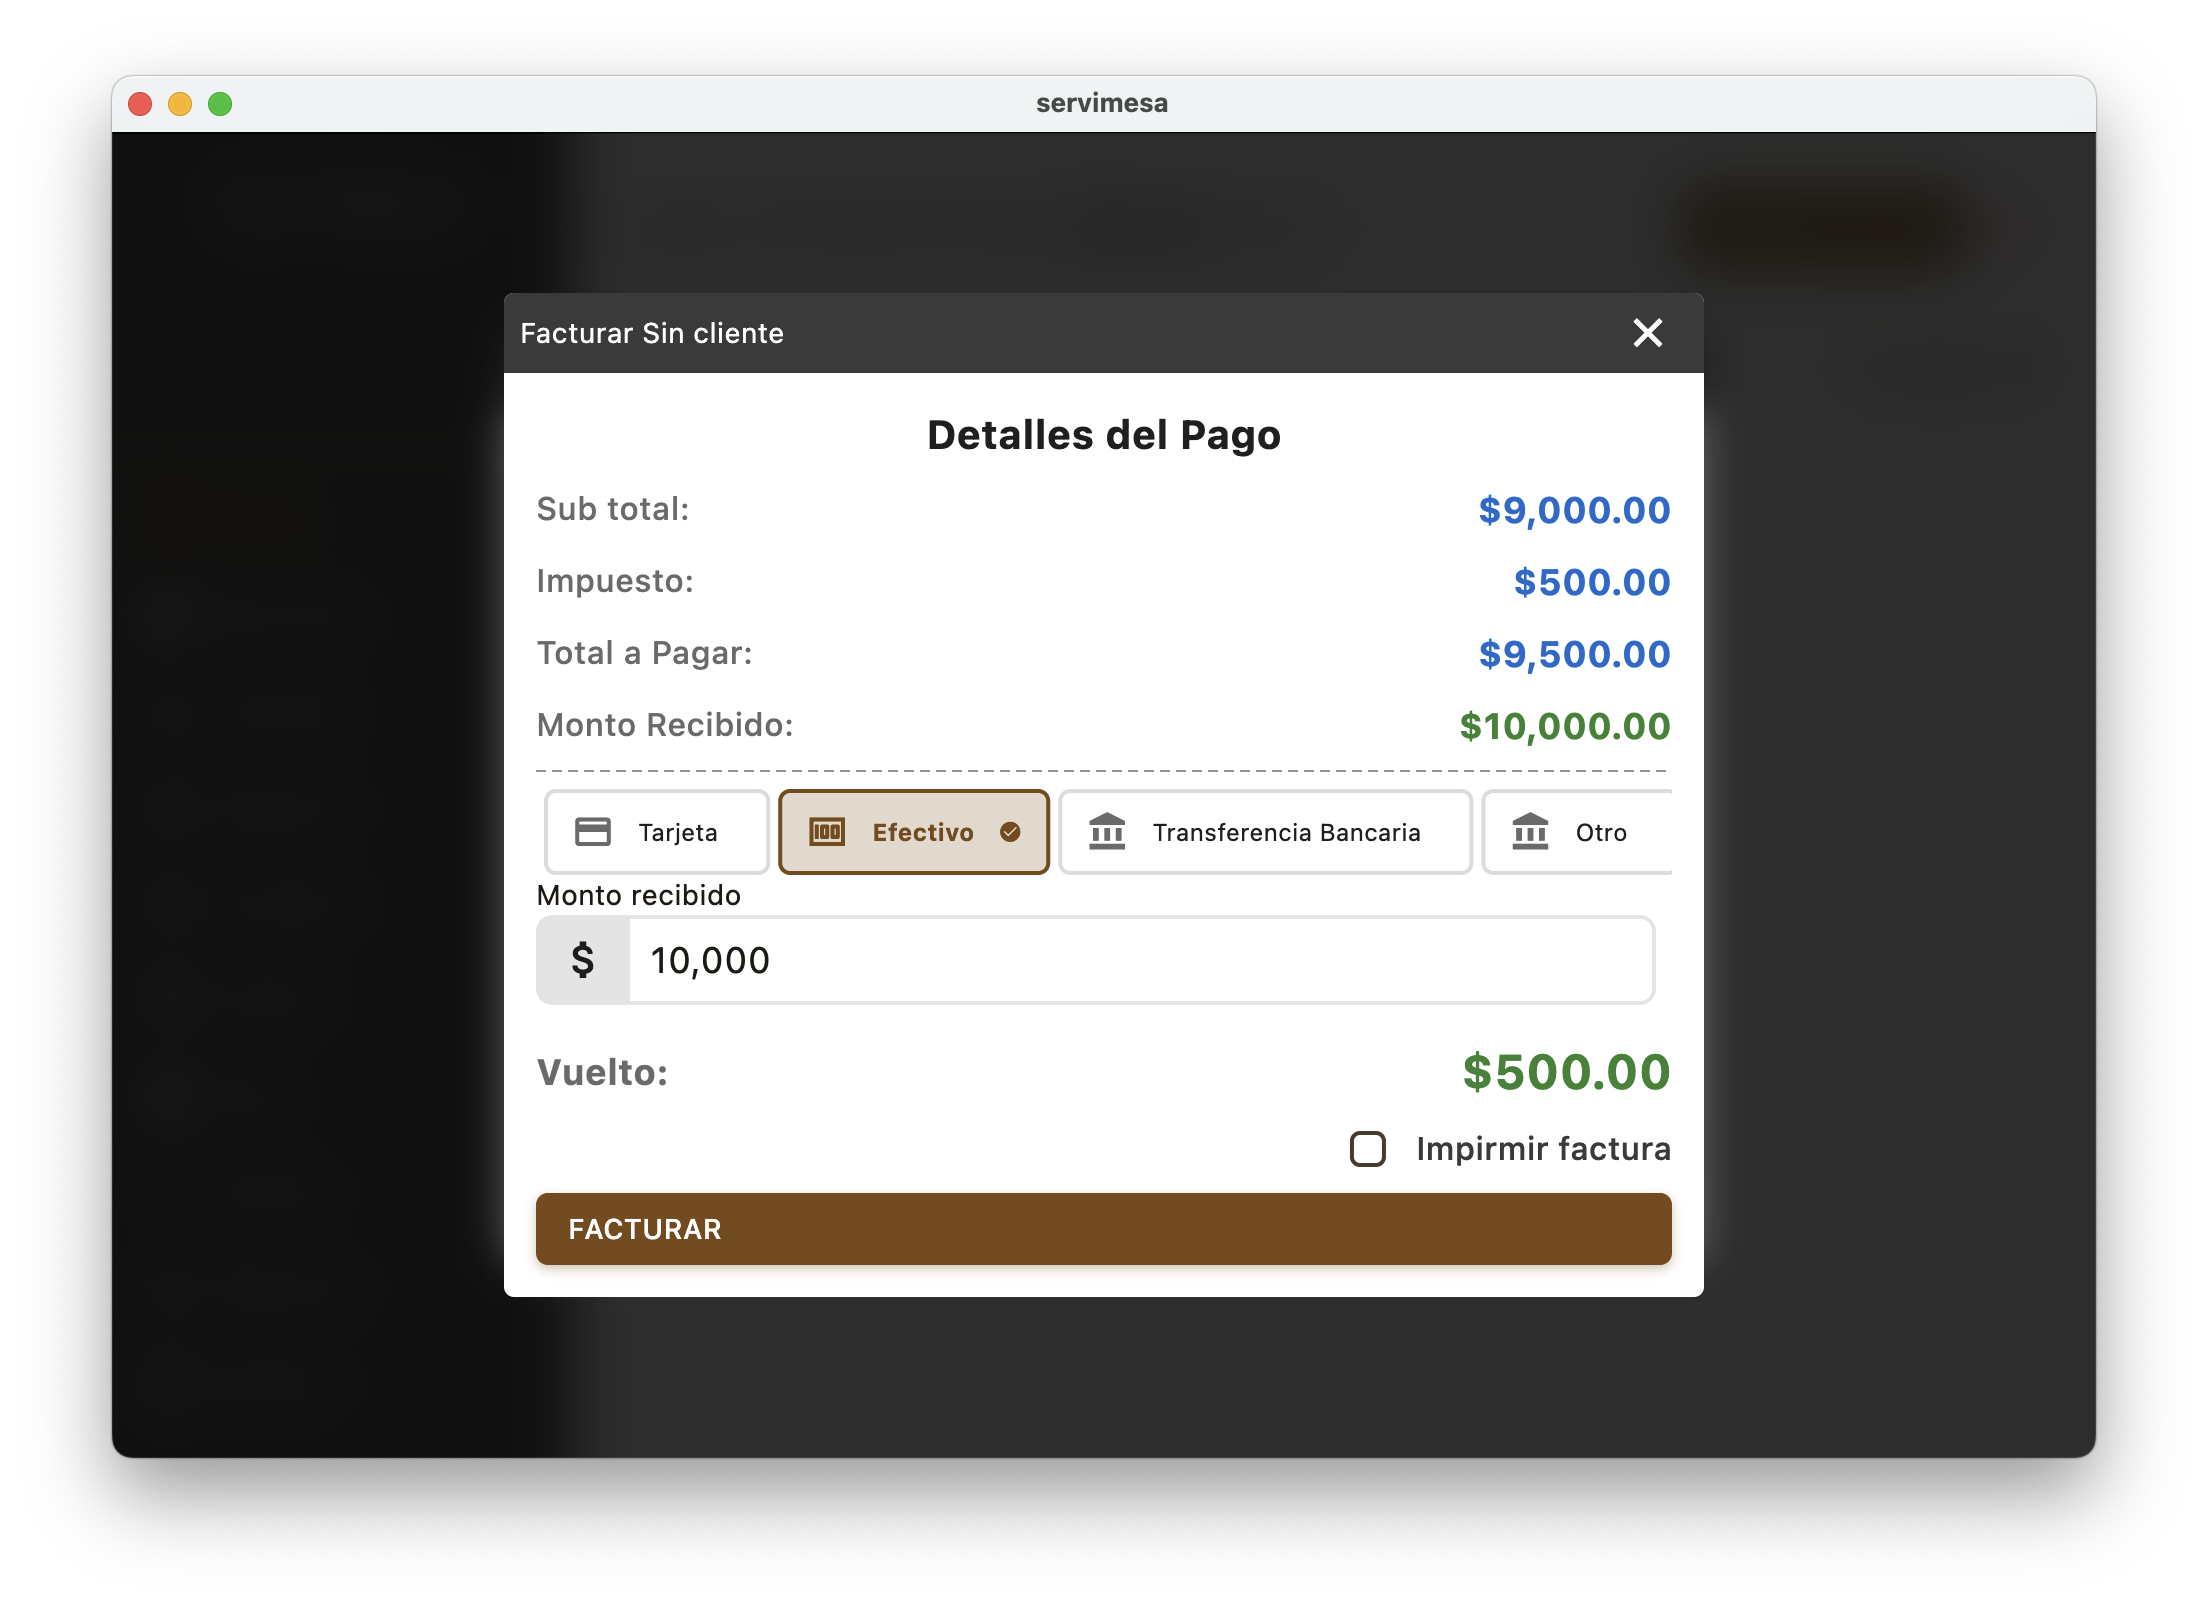 servimesa
Facturar Sin cliente
Detalles del Pago
Sub total: $9,000.00
Impuesto: $500.00
Total a Pagar: $9,500.00
Monto Recibido: $10,000.00
Tarjeta Efectivo Transferencia Bancaria Otro
Monto recibido
$ 10,000
Vuelto: $500.00
Impirmir factura
FACTURAR